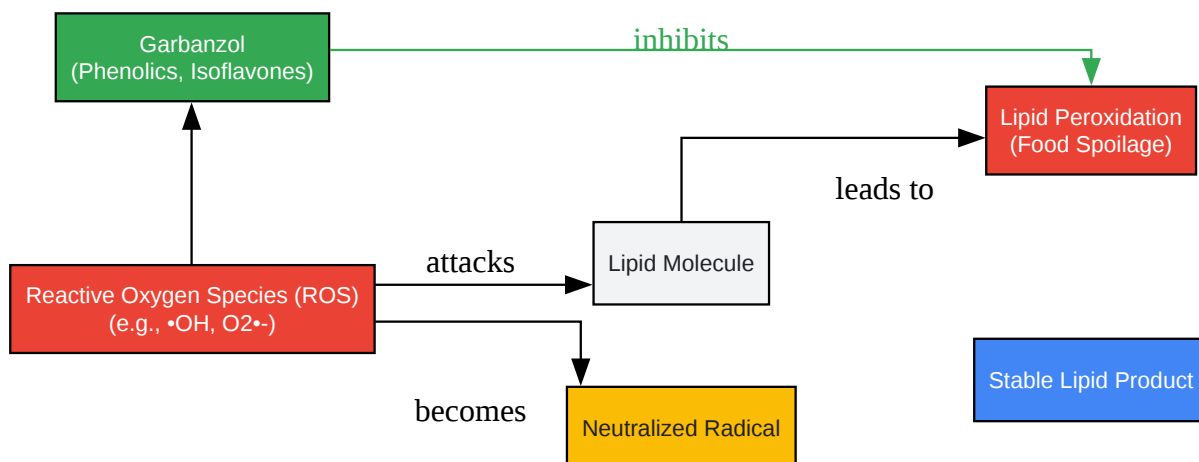 Garbanzol
(Phenolics, Isoflavones)
inhibits
Lipid Peroxidation
(Food Spoilage)
leads to
attacks
Lipid Molecule
Reactive Oxygen Species (ROS)
(e.g., •OH, O2•-)
Stable Lipid Product
becomes
Neutralized Radical